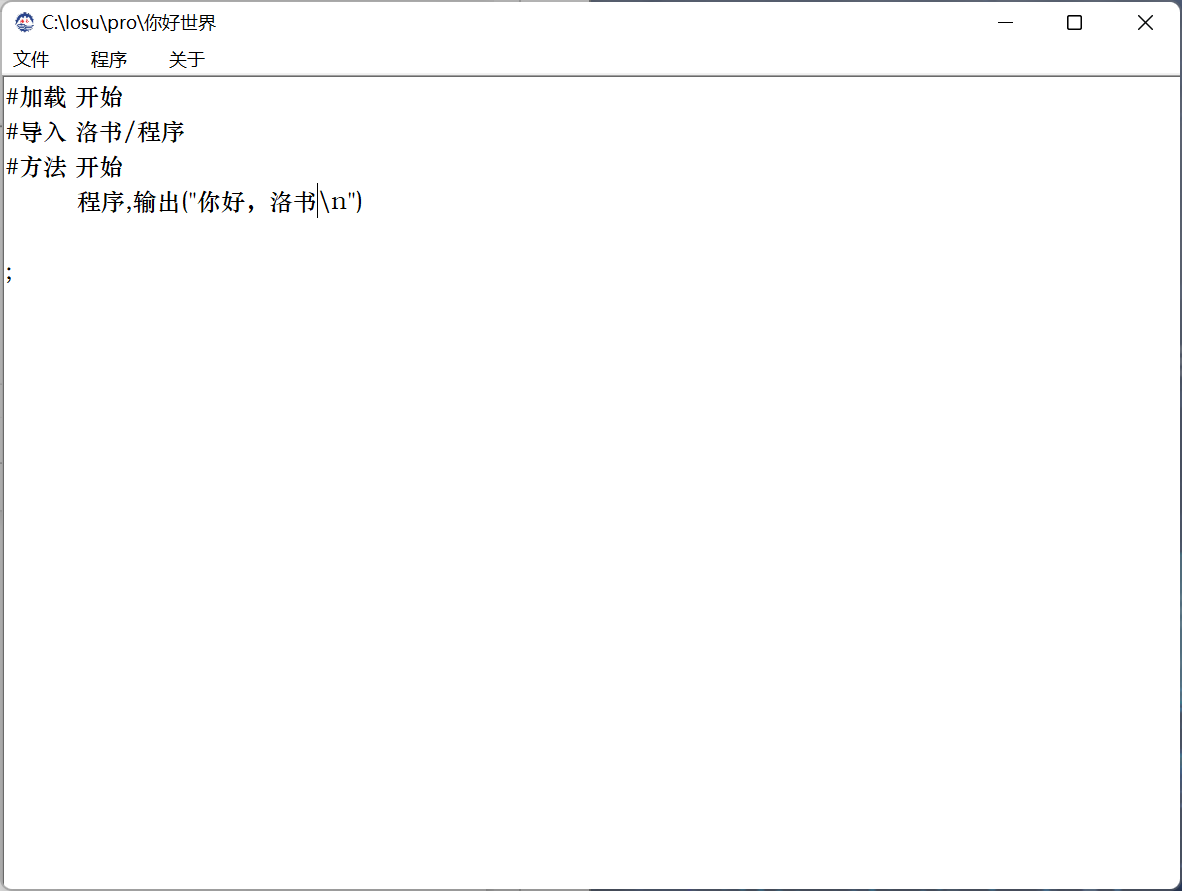 C:\losu\pro\你好世界
文件 程序 关于
#加载 开始
#导入 洛书/程序
#方法 开始
程序,输出("你好，洛书\n")
;